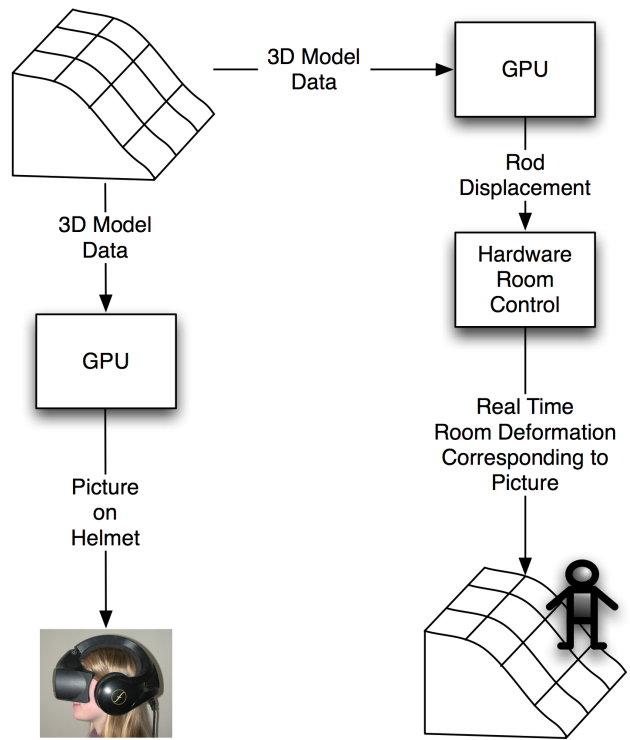 3D Model
Data
GPU
Rod
Displacement
Hardware
Room
Control
Real Time
Room Deformation
Corresponding to
Picture
3D Model
Data
GPU
Picture
on
Helmet